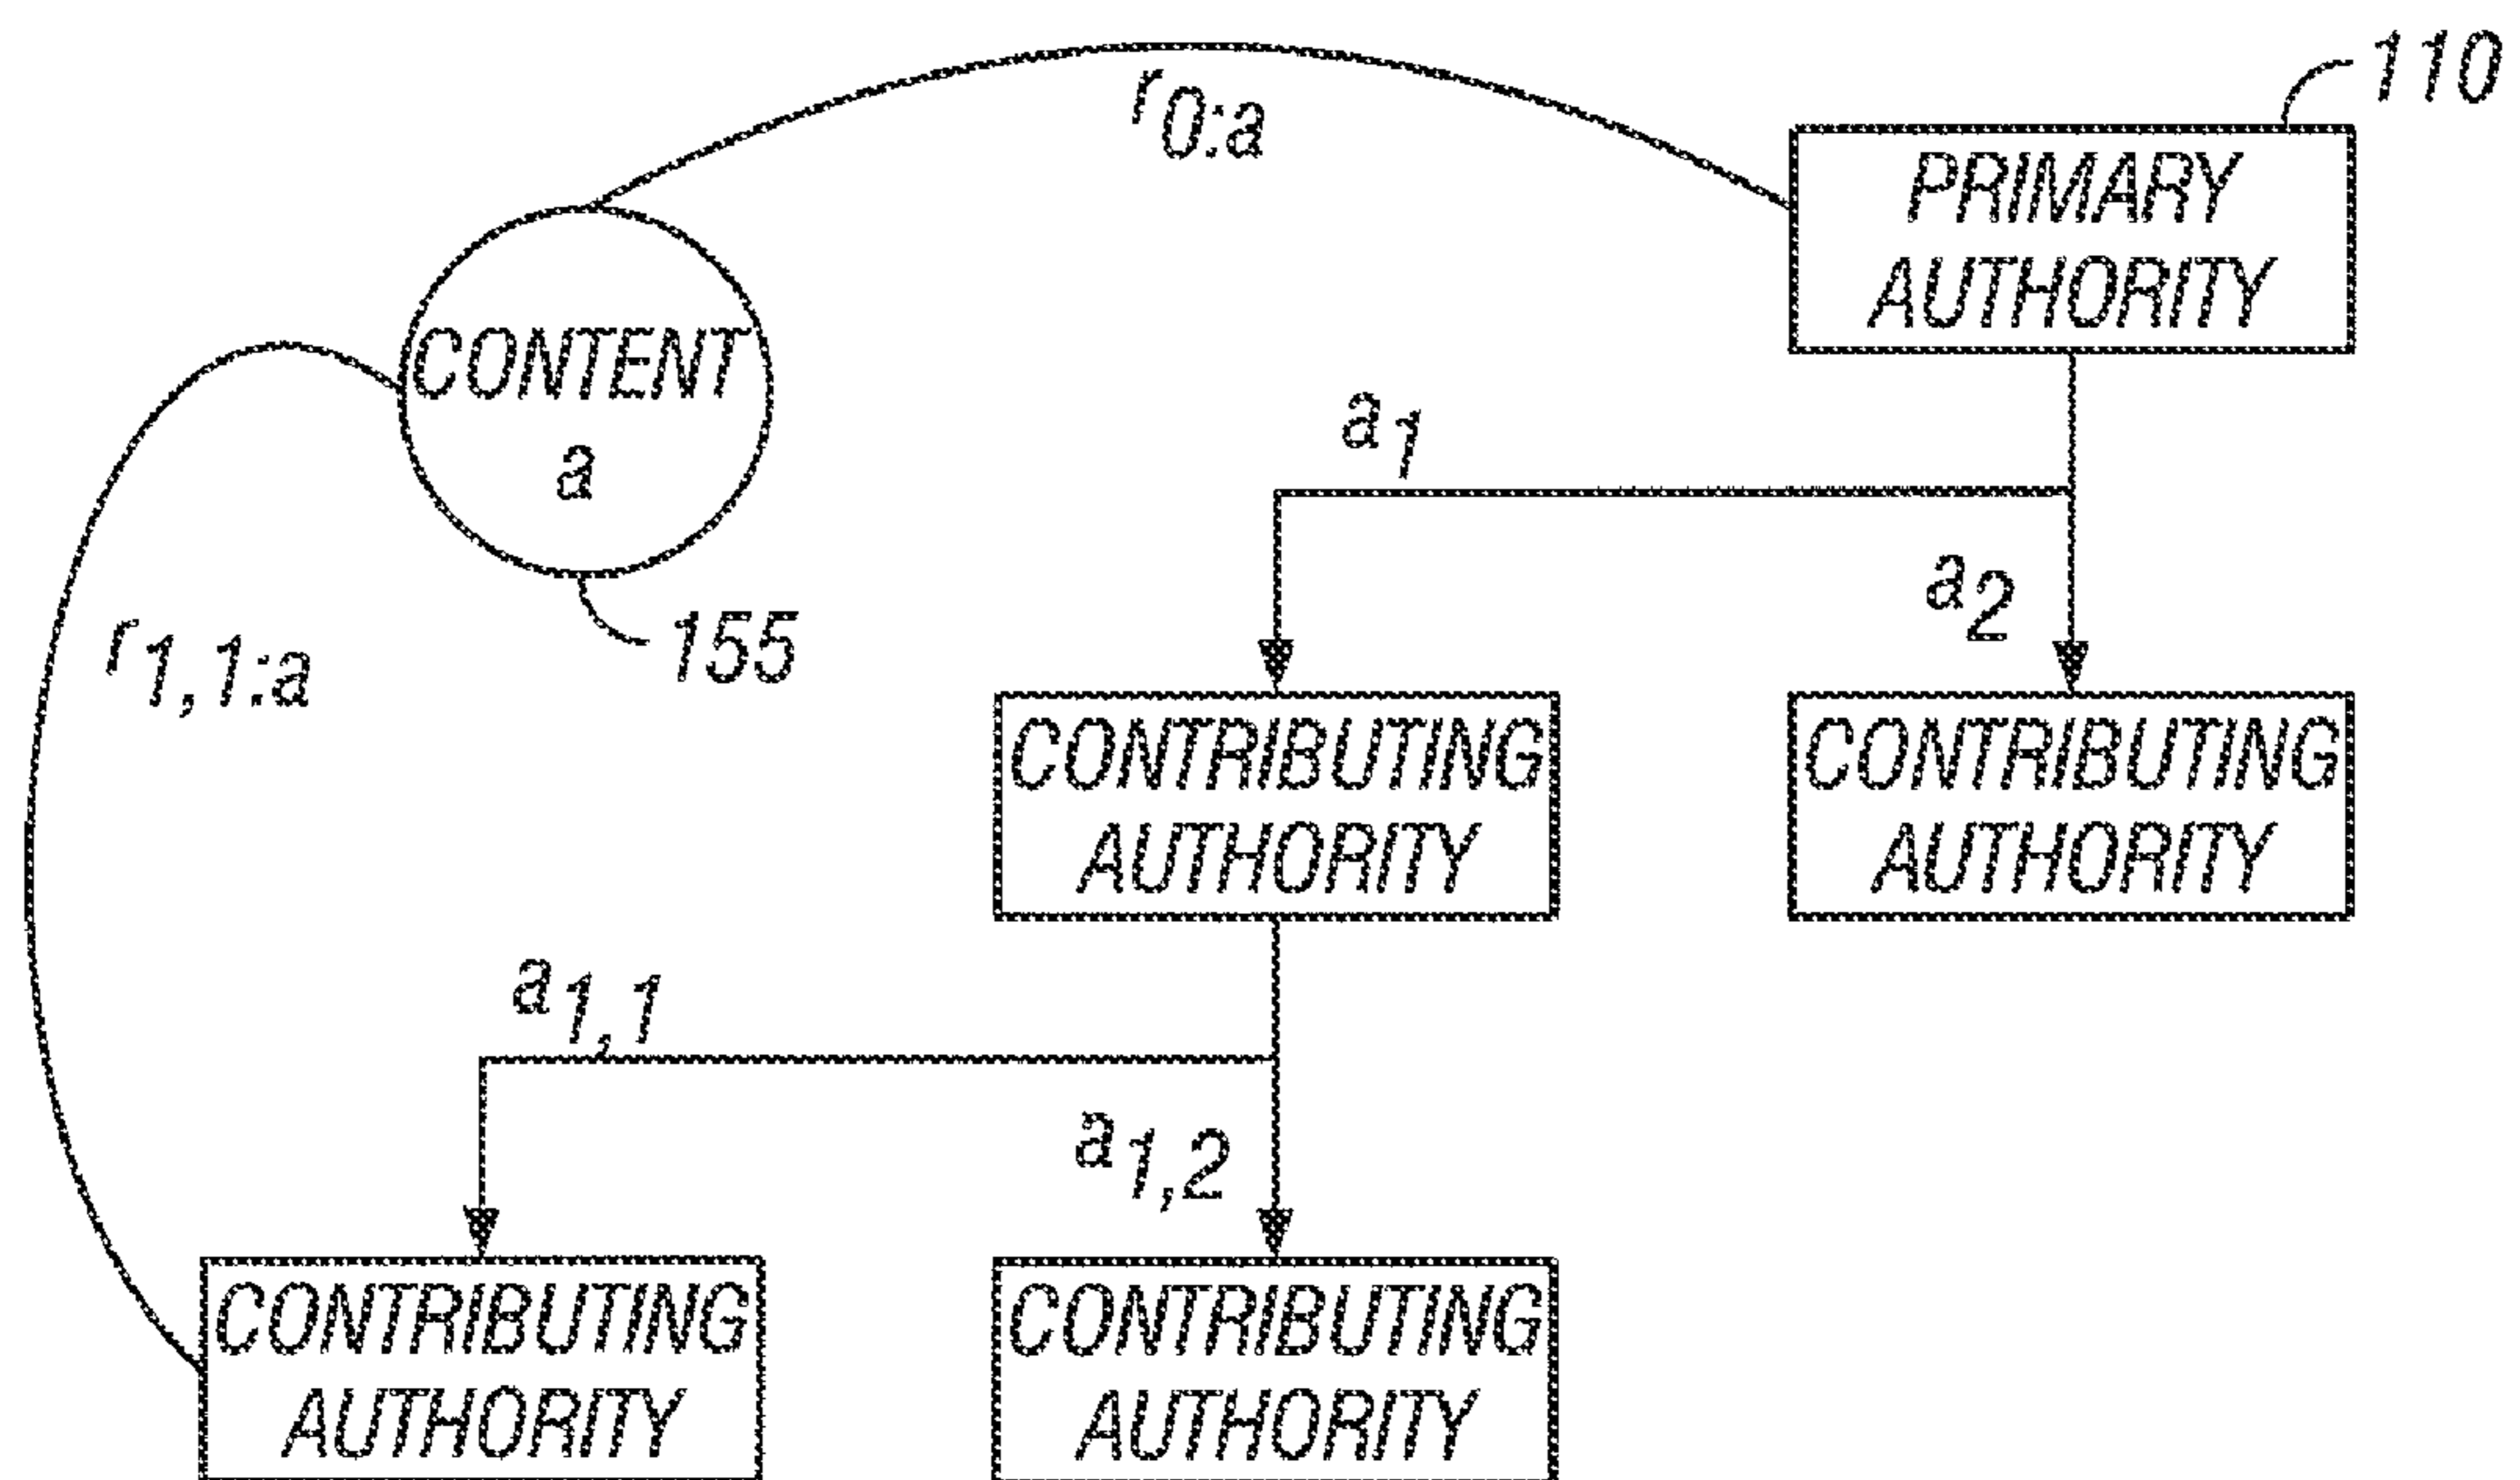 110
r0:a
PRIMARY
AUTHORITY
CONTENT
a
a1
a2
155
r1,1:a
CONTRIBUTING
AUTHORITY
CONTRIBUTING
AUTHORITY
a1,1
a1,2
CONTRIBUTING
AUTHORITY
CONTRIBUTING
AUTHORITY